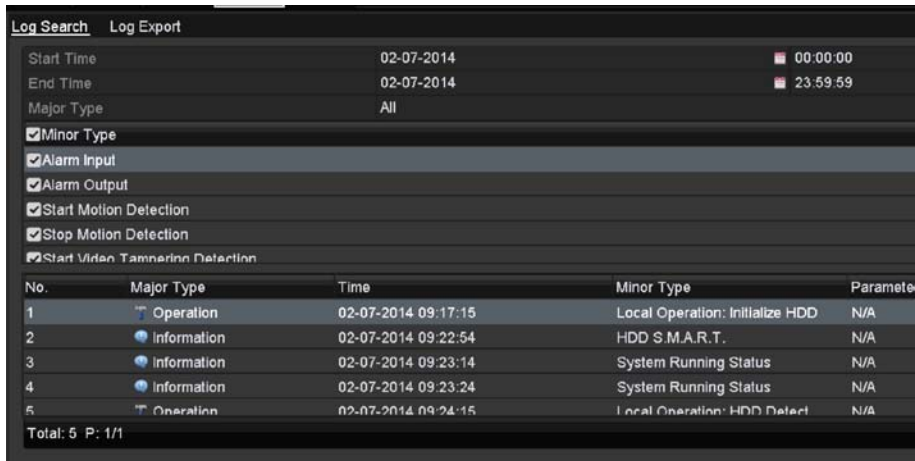 Log Search Log Export
Start Time 02-07-2014 00:00:00
End Time 02-07-2014 23:59:59
Major Type All
Minor Type
Alarm Input
Alarm Output
Start Motion Detection
Stop Motion Detection
Start Video Tampering Detection
No. Major Type Time Minor Type
1 Operation 02-07-2014 09:17:15 Local Operation: Initialize HDD N/A
2 Information 02-07-2014 09:22:54 HDD S.M.A.R.T. N/A
3 Information 02-07-2014 09:23:14 System Running Status N/A
4 Information 02-07-2014 09:23:24 System Running Status N/A
5 Operation 02-07-2014 09:24:15 Local Operation: HDD Detect N/A
Total: 5 P: 1/1